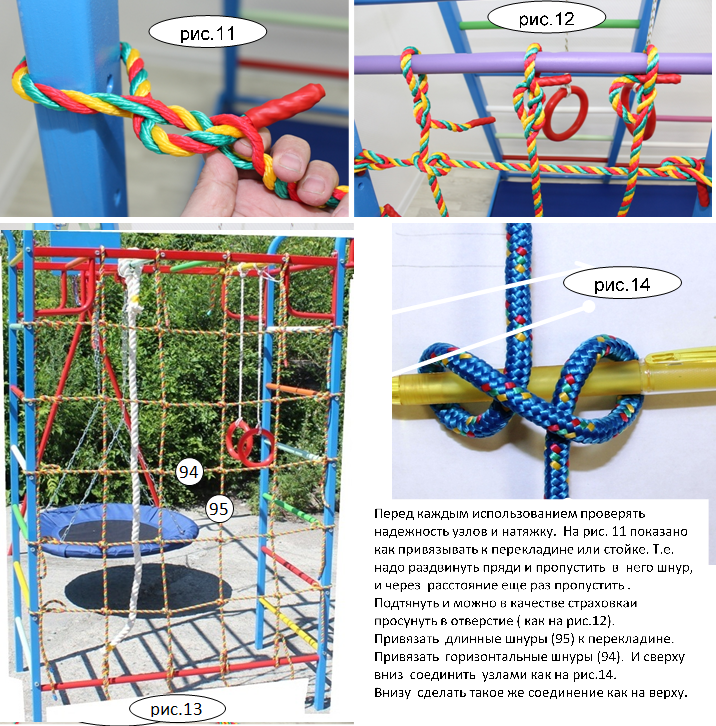 рис.11
рис.12
рис.14
94
95
рис.13
Перед каждым использованием проверять
надежность узлов и натяжку.  На рис. 11 показано
как привязывать к перекладине или стойке. Т.е.
надо раздвинуть пряди и пропустить  в  него шнур,
и через  расстояние еще раз пропустить .
Подтянуть и можно в качестве страховкаи
просунуть в отверстие ( как на рис.12).
Привязать  длинные шнуры (95) к перекладине.
Привязать  горизонтальные шнуры (94).  И сверху
вниз  соединить  узлами как на рис.14.
Внизу  сделать такое же соединение как на верху.